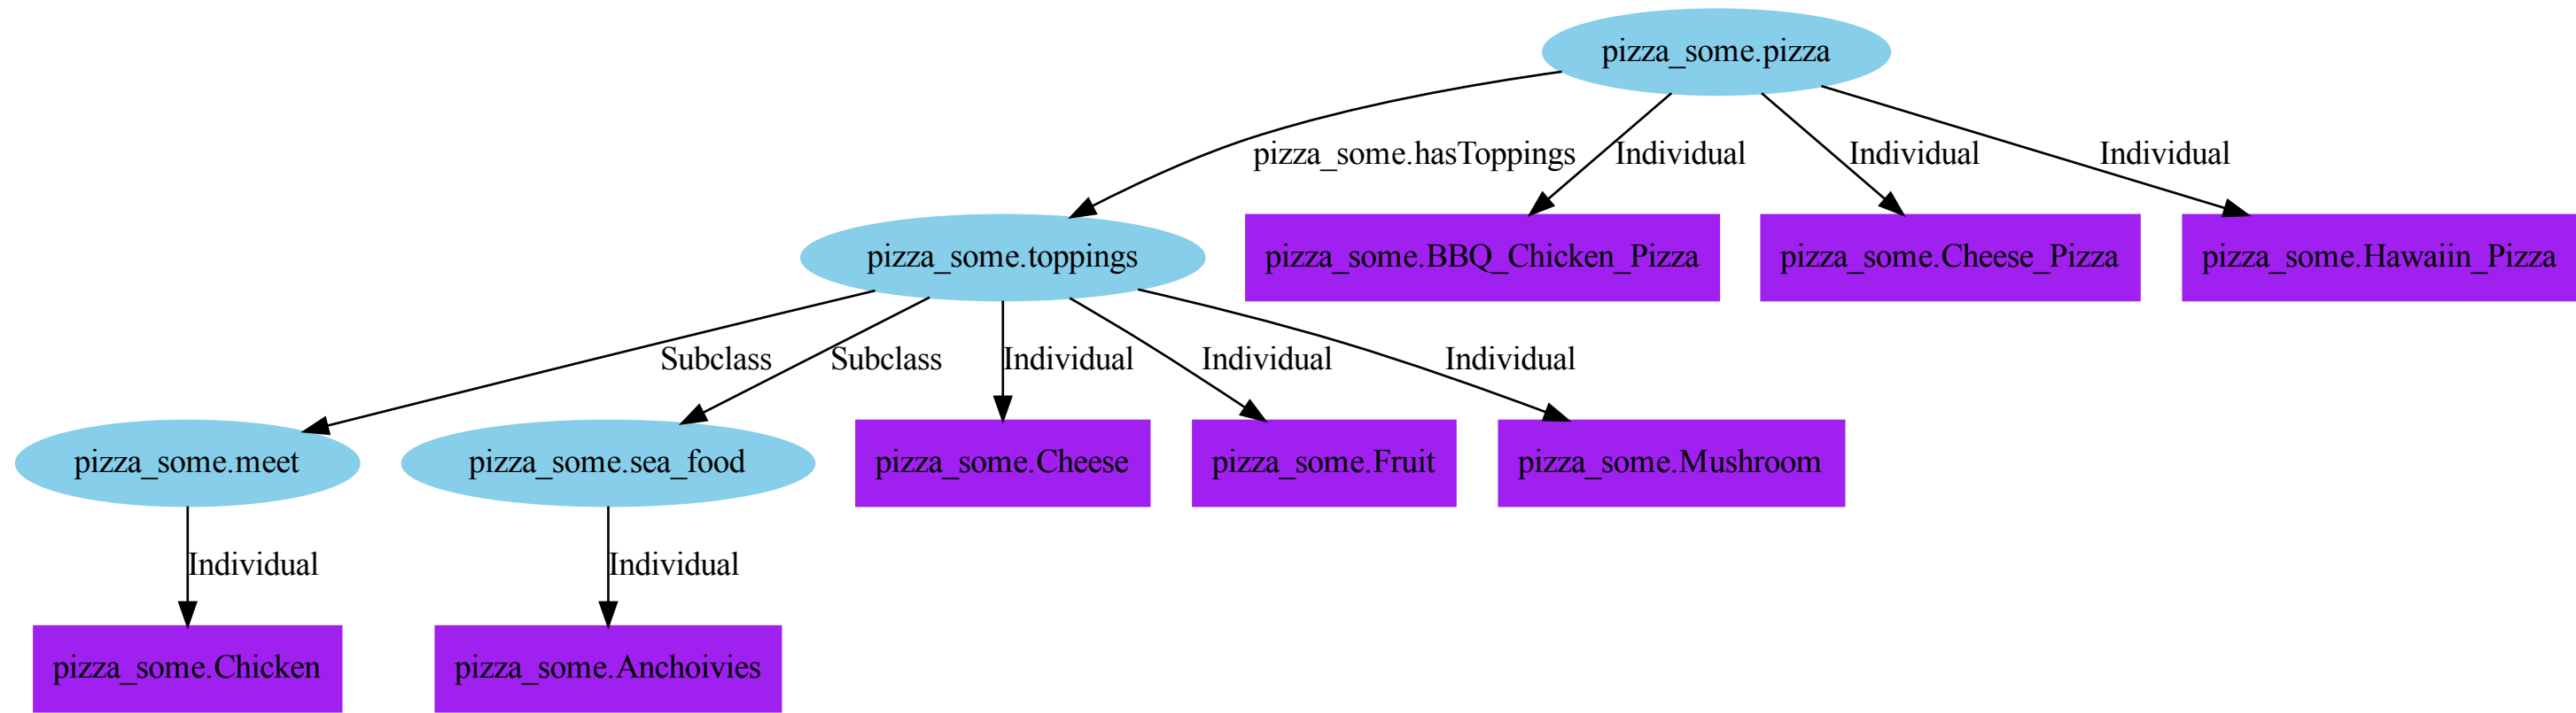 pizza_some.pizza
pizza_some.hasToppings
Individual
Individual
Individual
pizza_some.toppings
pizza_some.BBQ_Chicken_Pizza
pizza_some.Cheese_Pizza
pizza_some.Hawaiin_Pizza
Subclass
Subclass
Individual
Individual
Individual
pizza_some.meet
pizza_some.sea_food
pizza_some.Cheese
pizza_some.Fruit
pizza_some.Mushroom
Individual
Individual
pizza_some.Chicken
pizza_some.Anchoivies